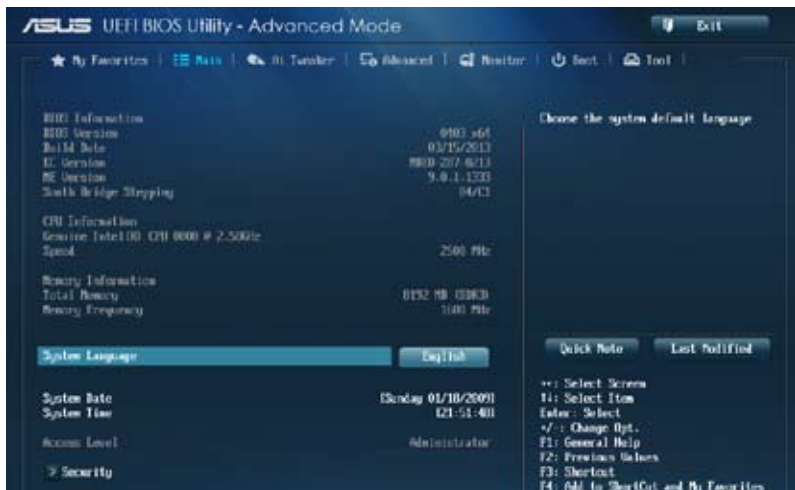 ASUS UEFI BIOS Utility - Advanced Mode
Exit
My Favorites | Main | Ai Tweaker | Advanced | Monitor | Boot | Tool
BIOS Information
BIOS Version 0403 x64
Build Date 03/15/2013
EC Version
ME Version 9.0.1.1333
South Bridge Stepping 04/C1
CPU Information
Genuine Intel(R) CPU 0000 @ 2.50GHz
Speed 2500 MHz
Memory Information
Total Memory 8192 MB (DDR3)
Memory Frequency 1600 MHz
System Language English
System Date [Sunday 01/18/2009]
System Time [21:51:40]
Access Level Administrator
> Security
Choose the system default language
Quick Note Last Modified
→←: Select Screen
↑↓: Select Item
Enter: Select
+/-: Change Opt.
F1: General Help
F2: Previous Values
F3: Shortcut
F4: Add to ShortCut and My Favorites